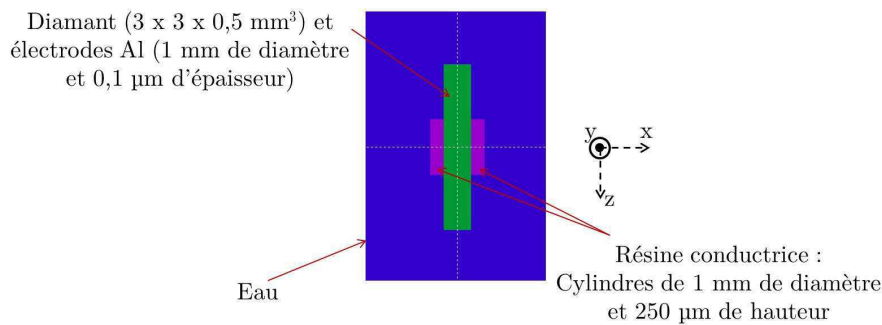 Diamant (3 x 3 x 0,5 mm³) et
électrodes Al (1 mm de diamètre
et 0,1 µm d'épaisseur)
y
x
z
Résine conductrice :
Cylindres de 1 mm de diamètre
et 250 µm de hauteur
Eau